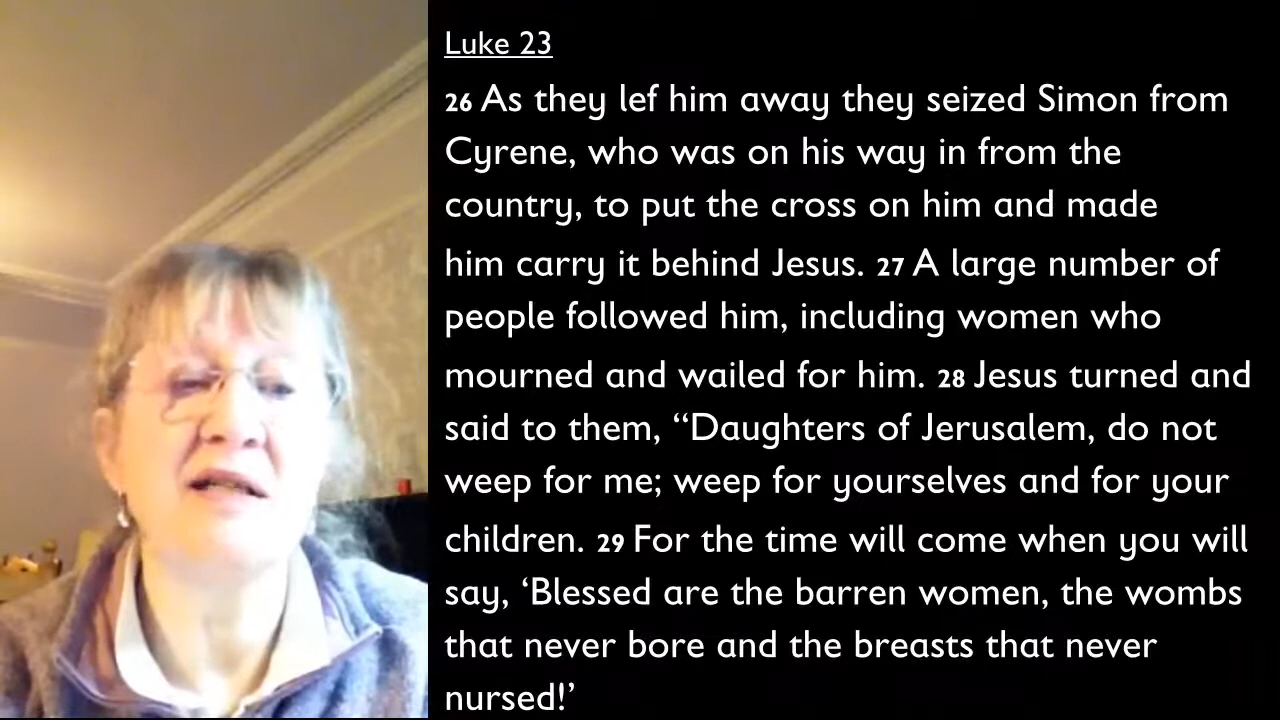 Luke 23
26 As they lef him away they seized Simon from
Cyrene, who was on his way in from the
country, to put the cross on him and made
him carry it behind Jesus. 27 A large number of
people followed him, including women who
mourned and wailed for him. 28 Jesus turned and
said to them, “Daughters of Jerusalem, do not
weep for me; weep for yourselves and for your
children. 29 For the time will come when you will
say, ‘Blessed are the barren women, the wombs
that never bore and the breasts that never
nursed!’